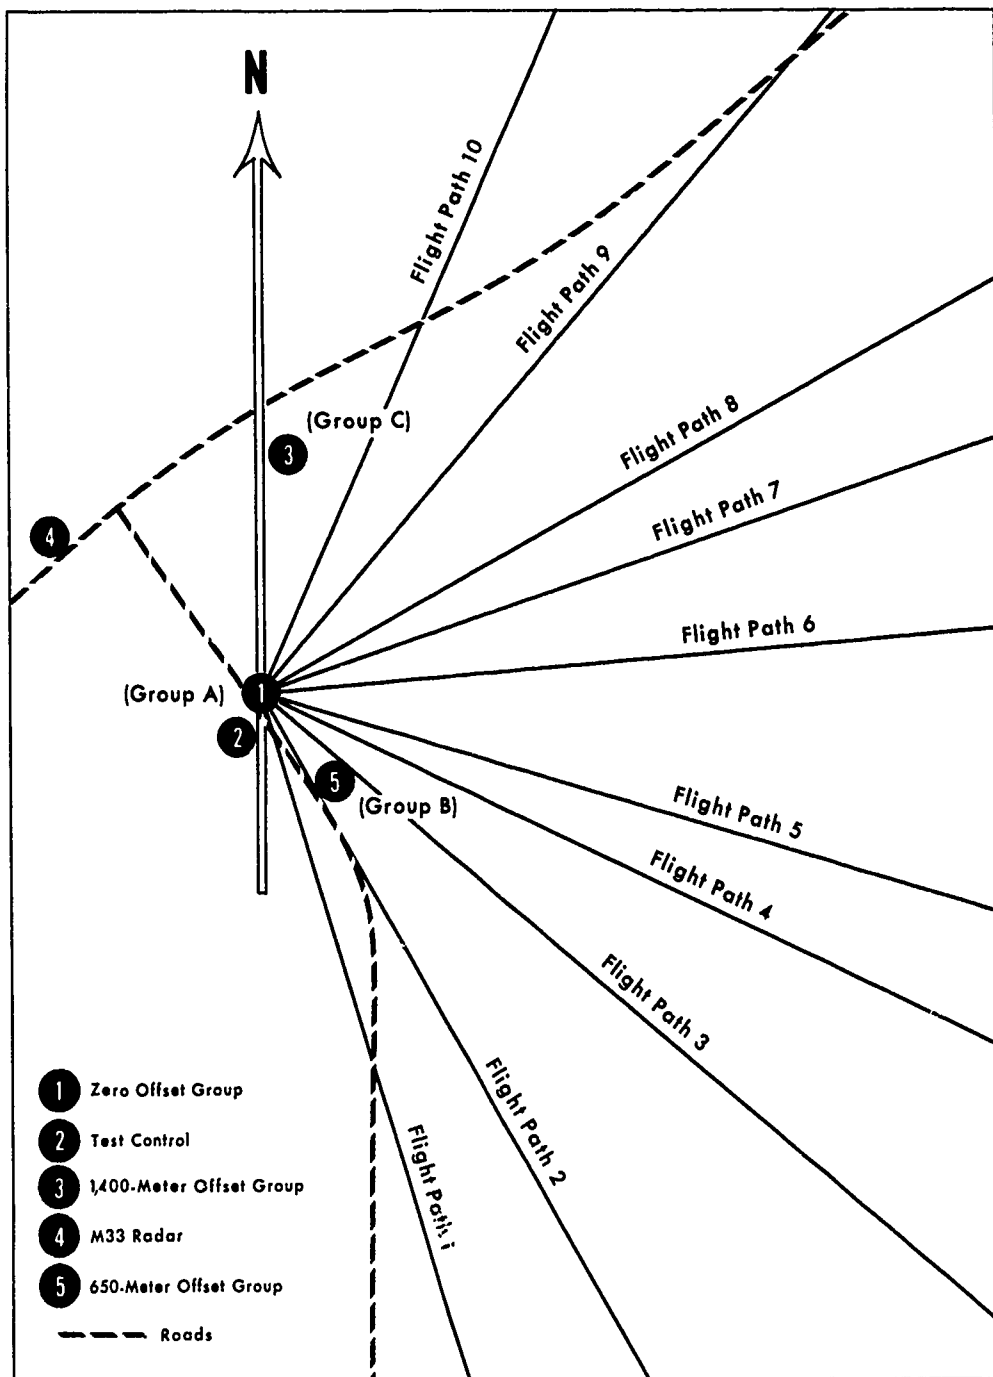 N
Flight Path 10
Flight Path 9
(Group C)
3
Flight Path 8
4
Flight Path 7
Flight Path 6
(Group A)
1
2
5
(Group B)
Flight Path 5
Flight Path 4
Flight Path 3
Flight Path 2
Flight Path 1
1 Zero Offset Group
2 Test Control
3 1,400-Meter Offset Group
4 M33 Radar
5 650-Meter Offset Group
Roads